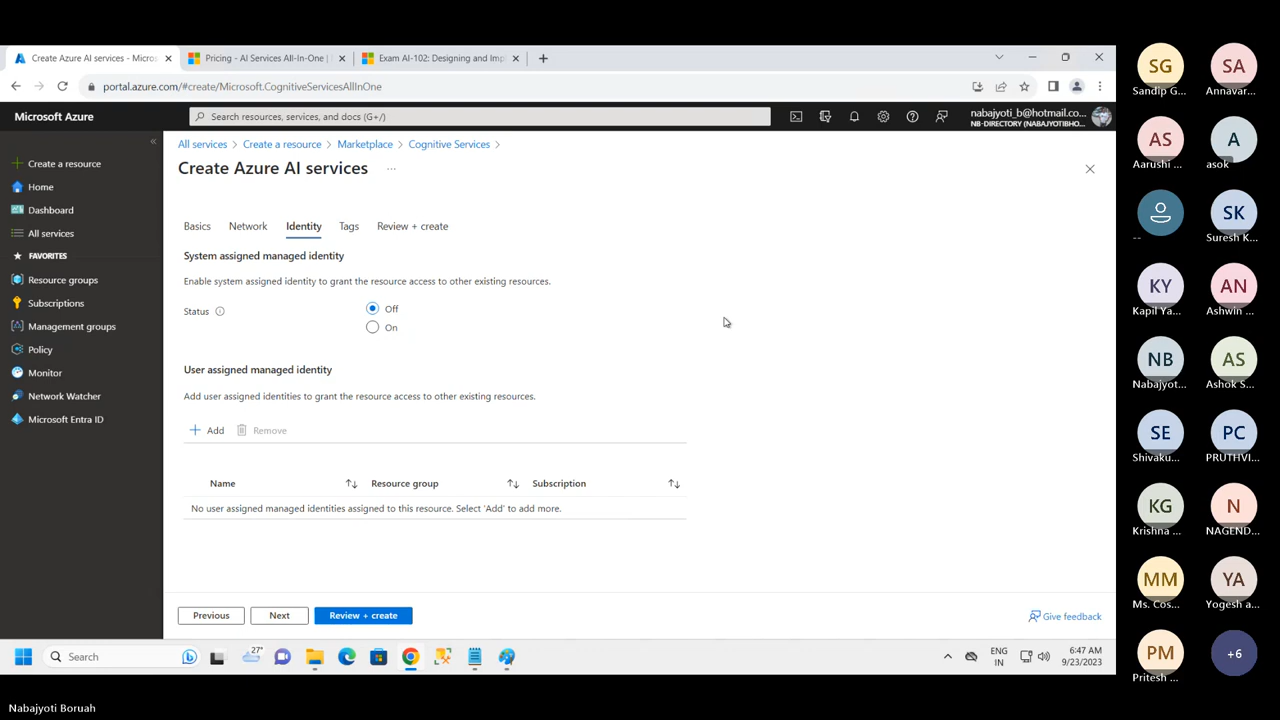 Create Azure AI services - Micros
Pricing - AI Services All-In-One |
Exam AI-102: Designing and Imp
portal.azure.com/#create/Microsoft.CognitiveServicesAllInOne
Microsoft Azure
Search resources, services, and docs (G+/)
nabajyoti_b@hotmail.co...
NB-DIRECTORY (NABAJYOTIBHO...
Create a resource
Home
Dashboard
All services
FAVORITES
Resource groups
Subscriptions
Management groups
Policy
Monitor
Network Watcher
Microsoft Entra ID
All services > Create a resource > Marketplace > Cognitive Services >
Create Azure AI services ...
Basics Network Identity Tags Review + create
System assigned managed identity
Enable system assigned identity to grant the resource access to other existing resources.
Status
Off
On
User assigned managed identity
Add user assigned identities to grant the resource access to other existing resources.
Add Remove
Name Resource group Subscription
No user assigned managed identities assigned to this resource. Select 'Add' to add more.
Previous Next Review + create
Give feedback
Search
27°
ENG
IN
6:47 AM
9/23/2023
SG SA
Sandip G... Annavar...
AS A
Aarushi ... asok
SK
-- Suresh K...
KY AN
Kapil Ya... Ashwin ...
NB AS
Nabajyot... Ashok S...
SE PC
Shivaku... PRUTHVI...
KG N
Krishna ... NAGEND...
MM YA
Ms. Cos... Yogesh a...
PM +6
Pritesh ...
Nabajyoti Boruah